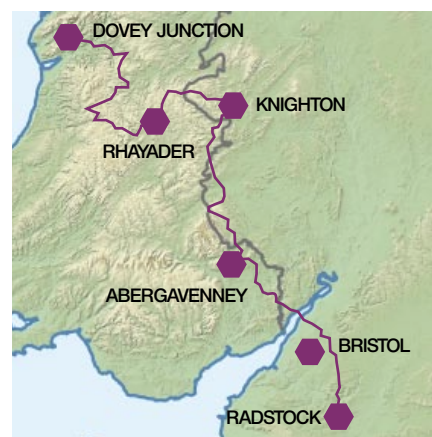 DOVEY JUNCTION
KNIGHTON
RHAYADER
ABERGAVENNEY
BRISTOL
RADSTOCK